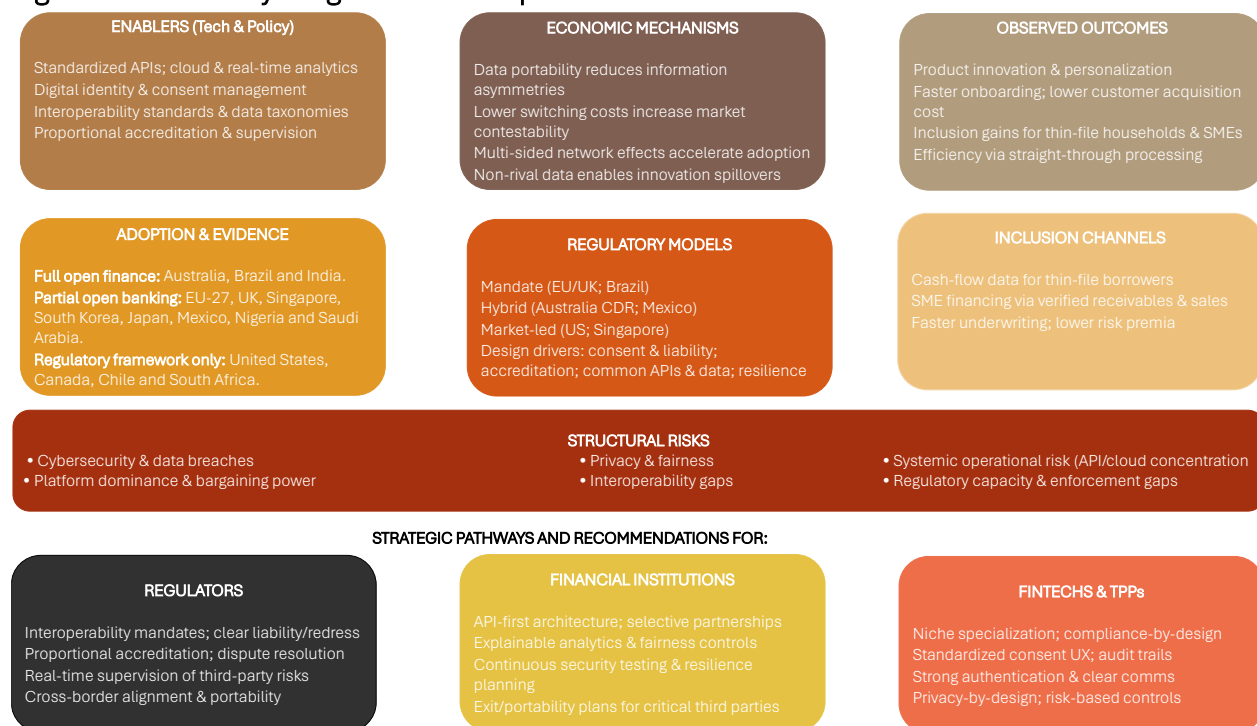 ENABLERS (Tech & Policy)
Standardized APIs; cloud & real-time analytics
Digital identity & consent management
Interoperability standards & data taxonomies
Proportional accreditation & supervision
ECONOMIC MECHANISMS
Data portability reduces information
asymmetries
Lower switching costs increase market
contestability
Multi-sided network effects accelerate adoption
Non-rival data enables innovation spillovers
OBSERVED OUTCOMES
Product innovation & personalization
Faster onboarding; lower customer acquisition
cost
Inclusion gains for thin-file households & SMEs
Efficiency via straight-through processing
ADOPTION & EVIDENCE
Full open finance: Australia, Brazil and India.
Partial open banking: EU-27, UK, Singapore,
South Korea, Japan, Mexico, Nigeria and Saudi
Arabia.
Regulatory framework only: United States,
Canada, Chile and South Africa.
REGULATORY MODELS
Mandate (EU/UK; Brazil)
Hybrid (Australia CDR; Mexico)
Market-led (US; Singapore)
Design drivers: consent & liability;
accreditation; common APIs & data; resilience
INCLUSION CHANNELS
Cash-flow data for thin-file borrowers
SME financing via verified receivables & sales
Faster underwriting; lower risk premia
STRUCTURAL RISKS
• Cybersecurity & data breaches
• Platform dominance & bargaining power
• Privacy & fairness
• Interoperability gaps
• Systemic operational risk (API/cloud concentration
• Regulatory capacity & enforcement gaps
STRATEGIC PATHWAYS AND RECOMMENDATIONS FOR:
REGULATORS
Interoperability mandates; clear liability/redress
Proportional accreditation; dispute resolution
Real-time supervision of third-party risks
Cross-border alignment & portability
FINANCIAL INSTITUTIONS
API-first architecture; selective partnerships
Explainable analytics & fairness controls
Continuous security testing & resilience
planning
Exit/portability plans for critical third parties
FINTECHS & TPPs
Niche specialization; compliance-by-design
Standardized consent UX; audit trails
Strong authentication & clear comms
Privacy-by-design; risk-based controls